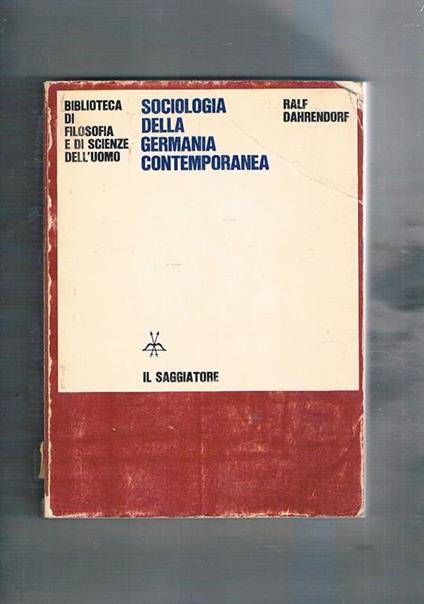 BIBLIOTECA
DI
FILOSOFIA
E DI SCIENZE
DELL'UOMO
SOCIOLOGIA
DELLA
GERMANIA
CONTEMPORANEA
RALF
DAHRENDORF
IL SAGGIATORE